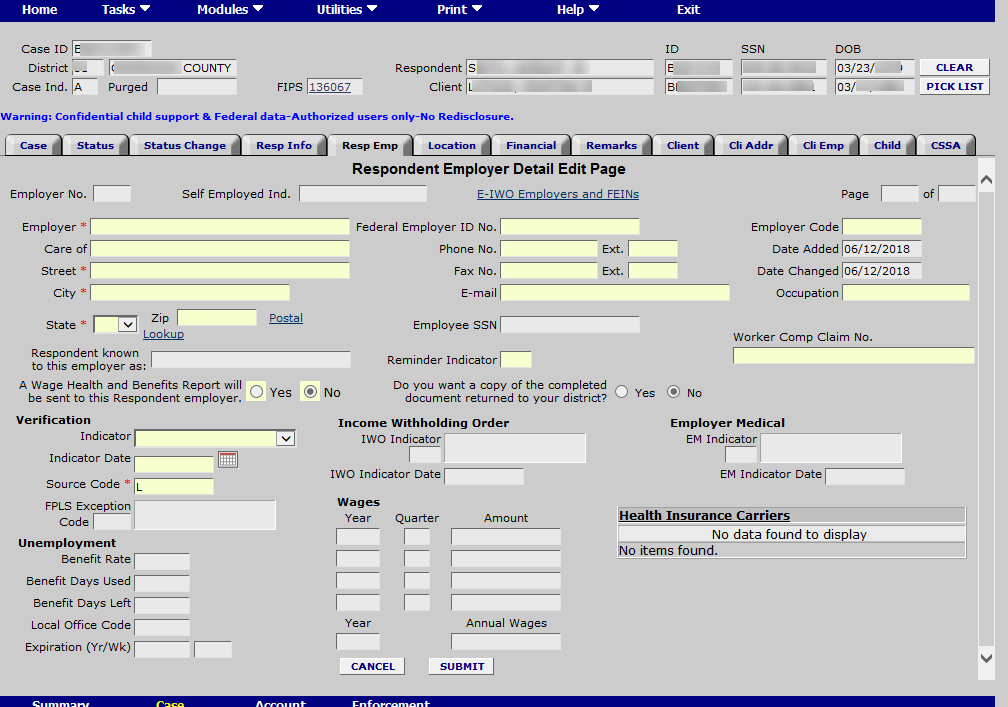 Home Tasks Modules Utilities Print Help Exit
Case ID ID SSN DOB
District COUNTY Respondent S 03/23/ CLEAR
Case Ind. A Purged FIPS 136067 Client 03/ PICK LIST
Warning: Confidential child support & Federal data-Authorized users only-No Redisclosure.
Case Status Status Change Resp Info Resp Emp Location Financial Remarks Client Cli Addr Cli Emp Child CSSA
Respondent Employer Detail Edit Page
Employer No. Self Employed Ind. E-IWO Employers and FEINs Page of
Employer * Federal Employer ID No. Employer Code
Care of Phone No. Ext. Date Added 06/12/2018
Street * Fax No. Ext. Date Changed 06/12/2018
City * E-mail Occupation
State * Zip Postal
Lookup
Employee SSN
Worker Comp Claim No.
Respondent known
to this employer as:
Reminder Indicator
A Wage Health and Benefits Report will
be sent to this Respondent employer. Yes No
Do you want a copy of the completed
document returned to your district? Yes No
Verification
Indicator
Indicator Date
Source Code * L
FPLS Exception
Code
Unemployment
Benefit Rate
Benefit Days Used
Benefit Days Left
Local Office Code
Expiration (Yr/Wk)
Income Withholding Order
IWO Indicator
IWO Indicator Date
Wages
Year Quarter Amount
Year Annual Wages
CANCEL SUBMIT
Employer Medical
EM Indicator
EM Indicator Date
Health Insurance Carriers
No data found to display
No items found.
Summary Case Account Enforcement